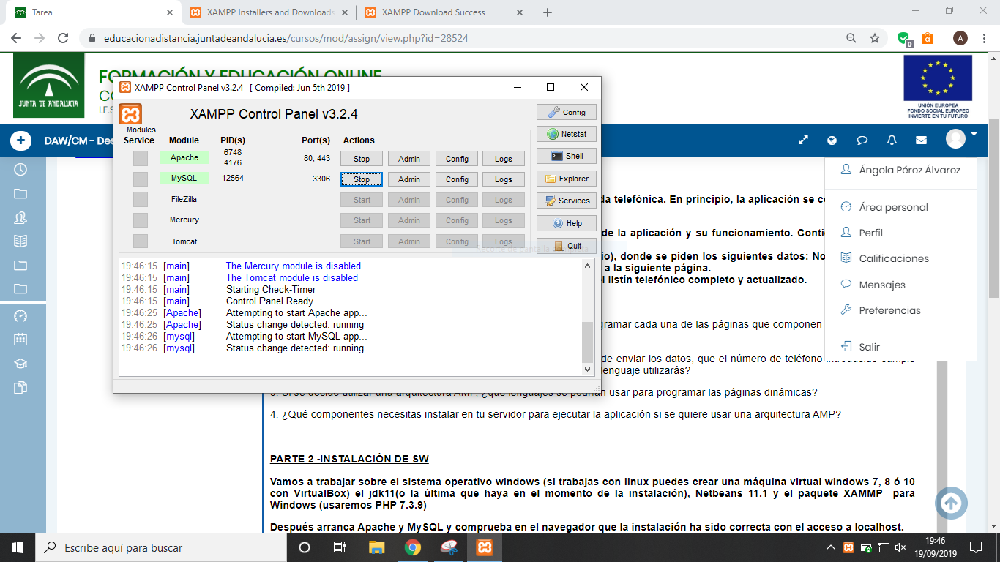 Tarea
XAMPP Installers and Downloads
XAMPP Download Success
educacionadistancia.juntadeandalucia.es/cursos/mod/assign/view.php?id=28524
0
A
JUNTA DE ANDALUCIA
FORMACIÓN Y EDUCACIÓN ONLINE
I.E.S
UNIÓN EUROPEA
FONDO SOCIAL EUROPEO
INVIERTE EN TU FUTURO
DAW/CM - Des
XAMPP Control Panel v3.2.4 [ Compiled: Jun 5th 2019 ]
XAMPP Control Panel v3.2.4
Config
Modules
Service Module PID(s) Port(s) Actions
Netstat
Apache 6748 80, 443 Stop Admin Config Logs
4176
Shell
MySQL 12564 3306 Stop Admin Config Logs
Explorer
FileZilla Start Admin Config Logs
Services
Mercury Start Admin Config Logs
Help
Tomcat Start Admin Config Logs
Quit
Recorte de pantalla
19:46:15 [main] The Mercury module is disabled
19:46:15 [main] The Tomcat module is disabled
19:46:15 [main] Starting Check-Timer
19:46:15 [main] Control Panel Ready
19:46:25 [Apache] Attempting to start Apache app...
19:46:25 [Apache] Status change detected: running
19:46:26 [mysql] Attempting to start MySQL app...
19:46:26 [mysql] Status change detected: running
Ángela Pérez Álvarez
Área personal
Perfil
Calificaciones
Mensajes
Preferencias
Salir
da telefónica. En principio, la aplicación se c
de la aplicación y su funcionamiento. Conti
io), donde se piden los siguientes datos: No
a la siguiente página.
el listín telefónico completo y actualizado.
gramar cada una de las páginas que componen
de enviar los datos, que el número de teléfono introducido cumple
lenguaje utilizarás?
3. Si se decide utilizar una arquitectura AMP, ¿qué lenguajes se podrían usar para programar las páginas dinámicas?
4. ¿Qué componentes necesitas instalar en tu servidor para ejecutar la aplicación si se quiere usar una arquitectura AMP?
PARTE 2 -INSTALACIÓN DE SW
Vamos a trabajar sobre el sistema operativo windows (si trabajas con linux puedes crear una máquina virtual windows 7, 8 ó 10
con VirtualBox) el jdk11(o la última que haya en el momento de la instalación), Netbeans 11.1 y el paquete XAMMP para
Windows (usaremos PHP 7.3.9)
Después arranca Apache y MySQL y comprueba en el navegador que la instalación ha sido correcta con el acceso a localhost.
Escribe aquí para buscar
19:46
19/09/2019